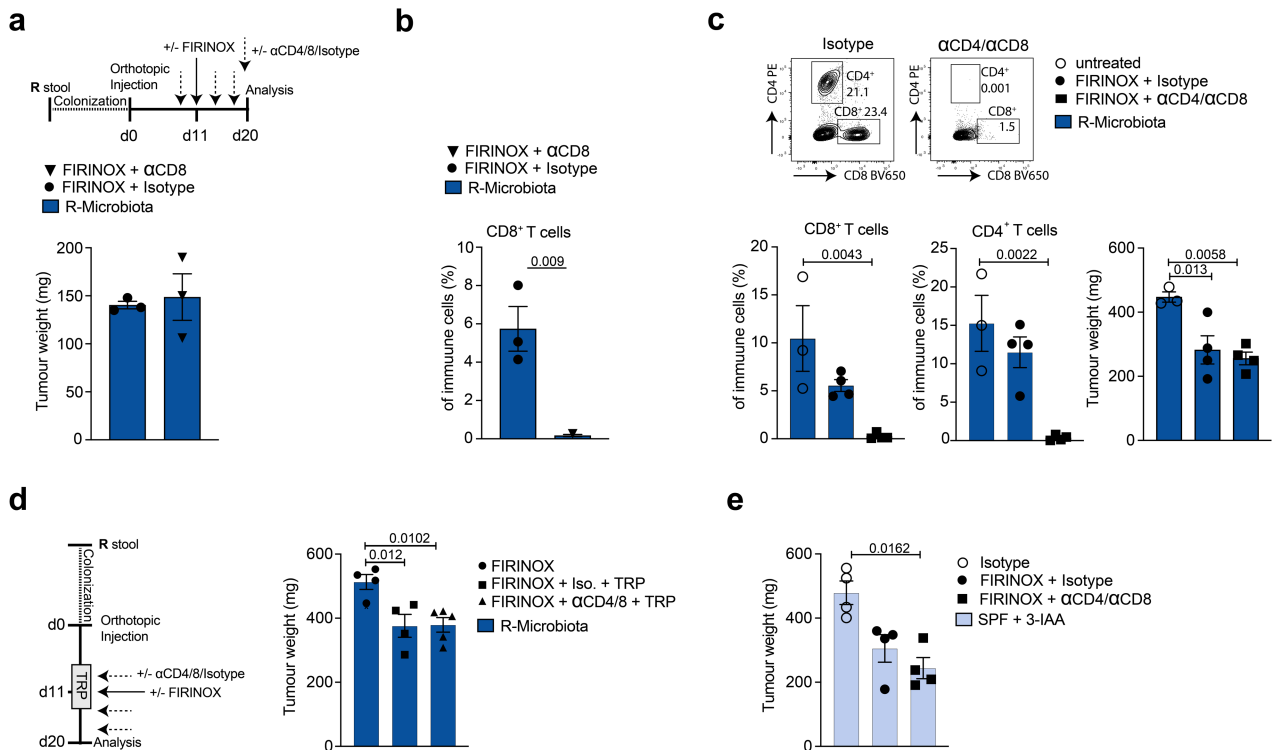 a
+/- FIRINOX
+/- αCD4/8/Isotype
Orthotopic
Injection
Analysis
R stool
Colonization
d0
d11
d20
FIRINOX + αCD8
FIRINOX + Isotype
R-Microbiota
Tumour weight (mg)
200
150
100
50
0
b
FIRINOX + αCD8
FIRINOX + Isotype
R-Microbiota
CD8+ T cells
0.009
of immuune cells (%)
10
8
6
4
2
0
c
Isotype
αCD4/αCD8
CD4 PE
CD4+
21.1
CD8+ 23.4
CD8 BV650
CD4 PE
CD4+
0.001
CD8+
1.5
CD8 BV650
untreated
FIRINOX + Isotype
FIRINOX + αCD4/αCD8
R-Microbiota
CD8+ T cells
0.0043
of immuune cells (%)
20
15
10
5
0
CD4+ T cells
0.0022
of immuune cells (%)
25
20
15
10
5
0
0.0058
0.013
Tumour weight (mg)
600
400
200
0
d
R stool
Colonization
d0
Orthotopic
Injection
TRP
+/- αCD4/8/Isotype
d11
+/- FIRINOX
d20
Analysis
0.0102
0.012
Tumour weight (mg)
600
400
200
0
FIRINOX
FIRINOX + Iso. + TRP
FIRINOX + αCD4/8 + TRP
R-Microbiota
e
0.0162
Tumour weight (mg)
600
400
200
0
Isotype
FIRINOX + Isotype
FIRINOX + αCD4/αCD8
SPF + 3-IAA